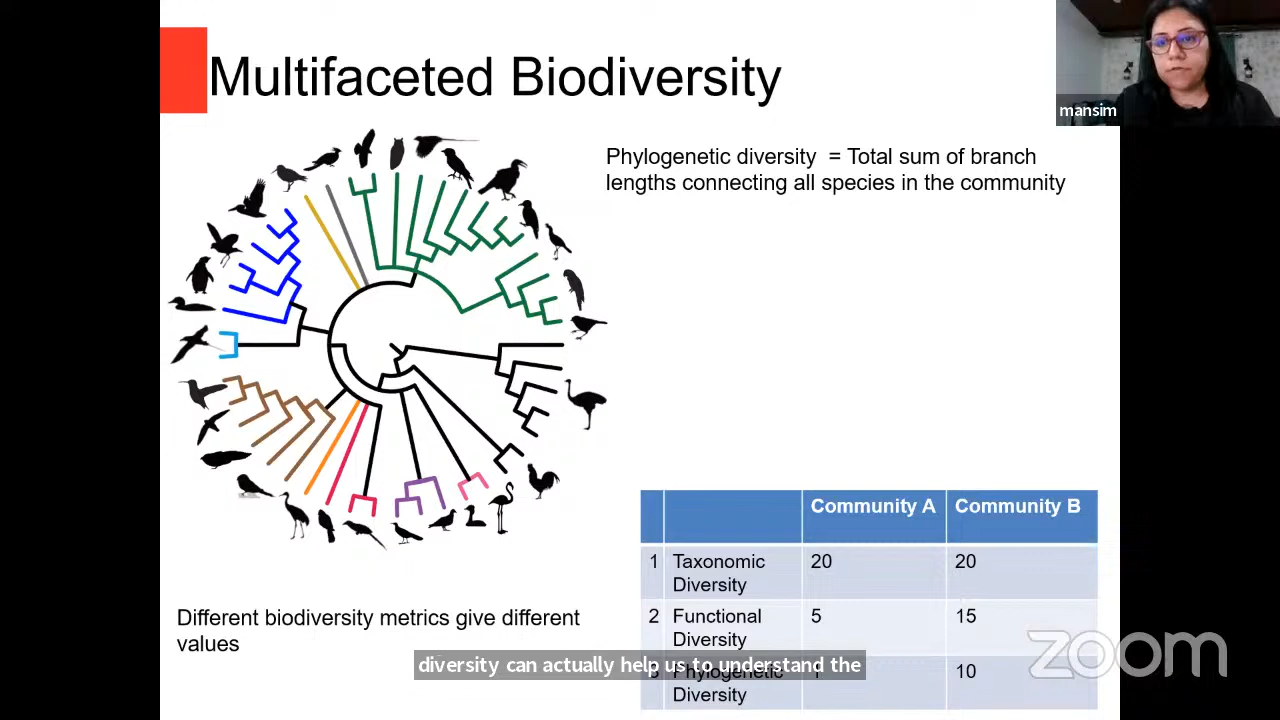 Multifaceted Biodiversity
mansim
Phylogenetic diversity = Total sum of branch
lengths connecting all species in the community
Community A Community B
1 Taxonomic 20 20
Diversity
2 Functional 5 15
Diversity
3 Phylogenetic 1 10
Diversity
Different biodiversity metrics give different
values
diversity can actually help us to understand the
zoom